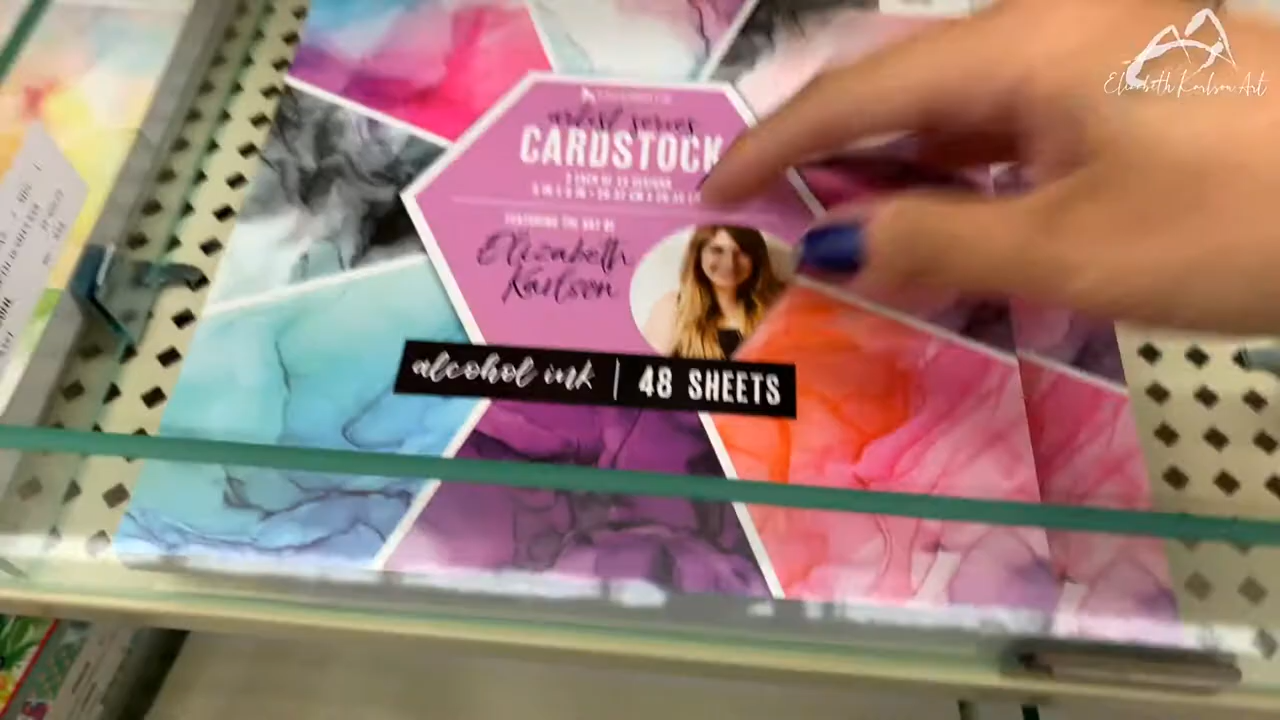 Elizabeth Karlson Art
artist series
CARDSTOCK
FEATURING THE ART OF
Elizabeth
Karlson
alcohol ink | 48 SHEETS